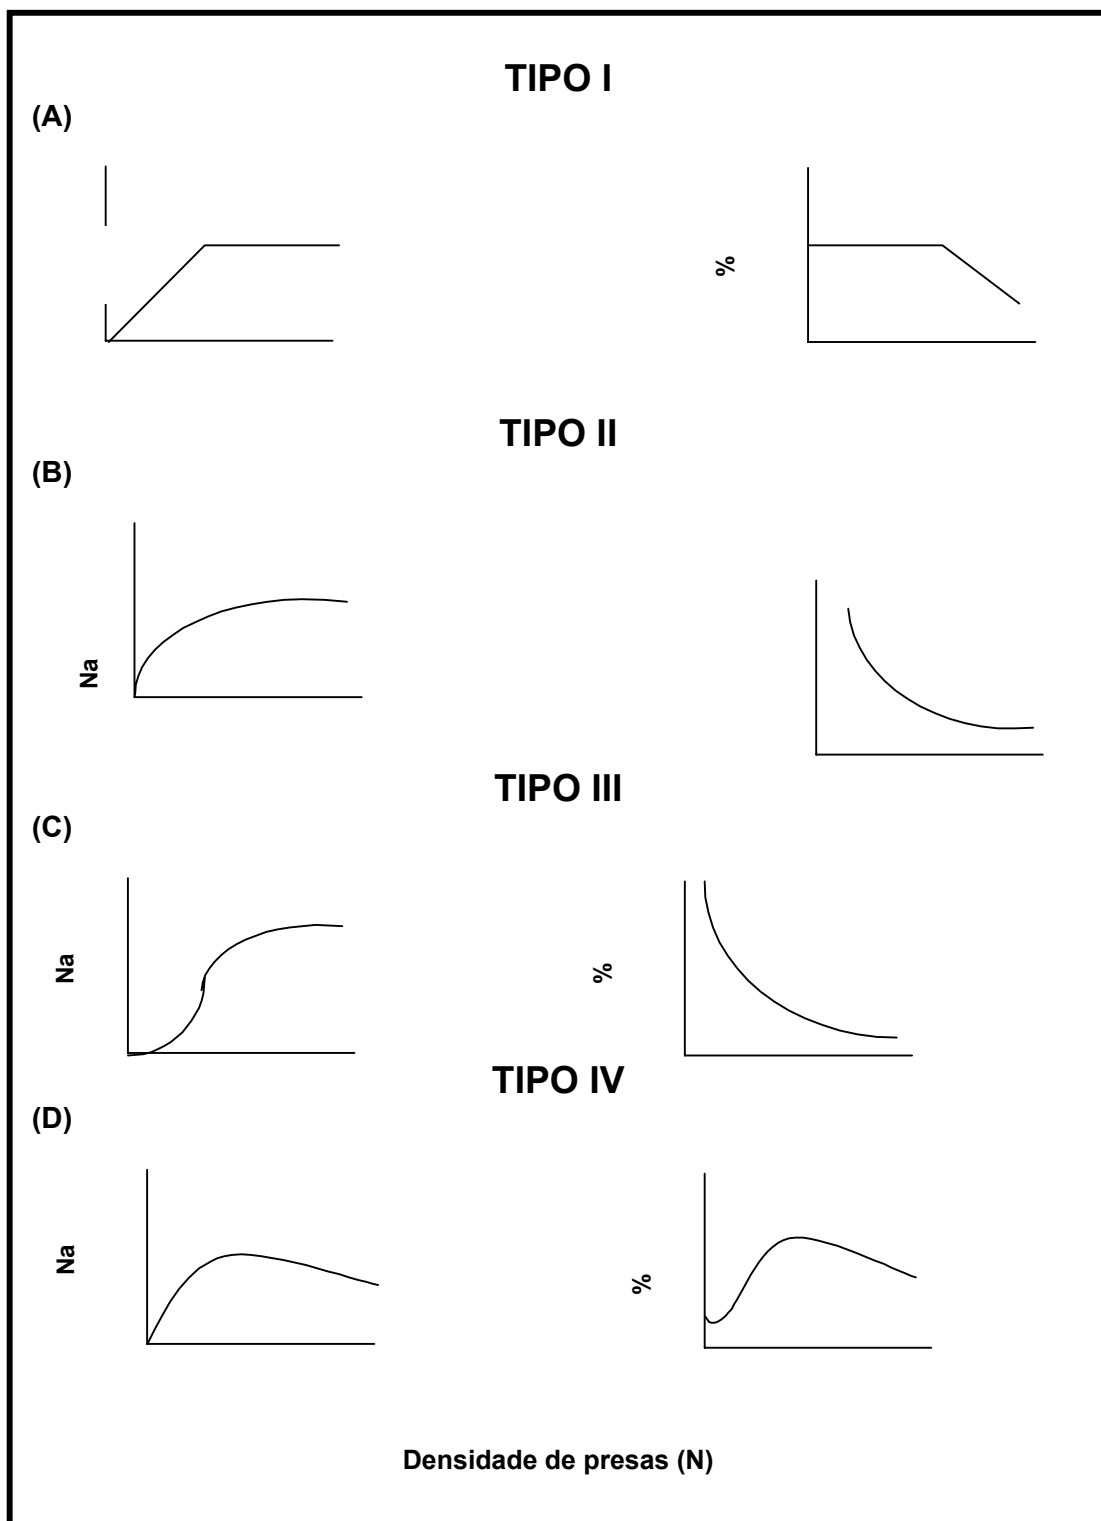 TIPO I
(A)
%
TIPO II
(B)
Na
TIPO III
(C)
Na
%
TIPO IV
(D)
Na
%
Densidade de presas (N)